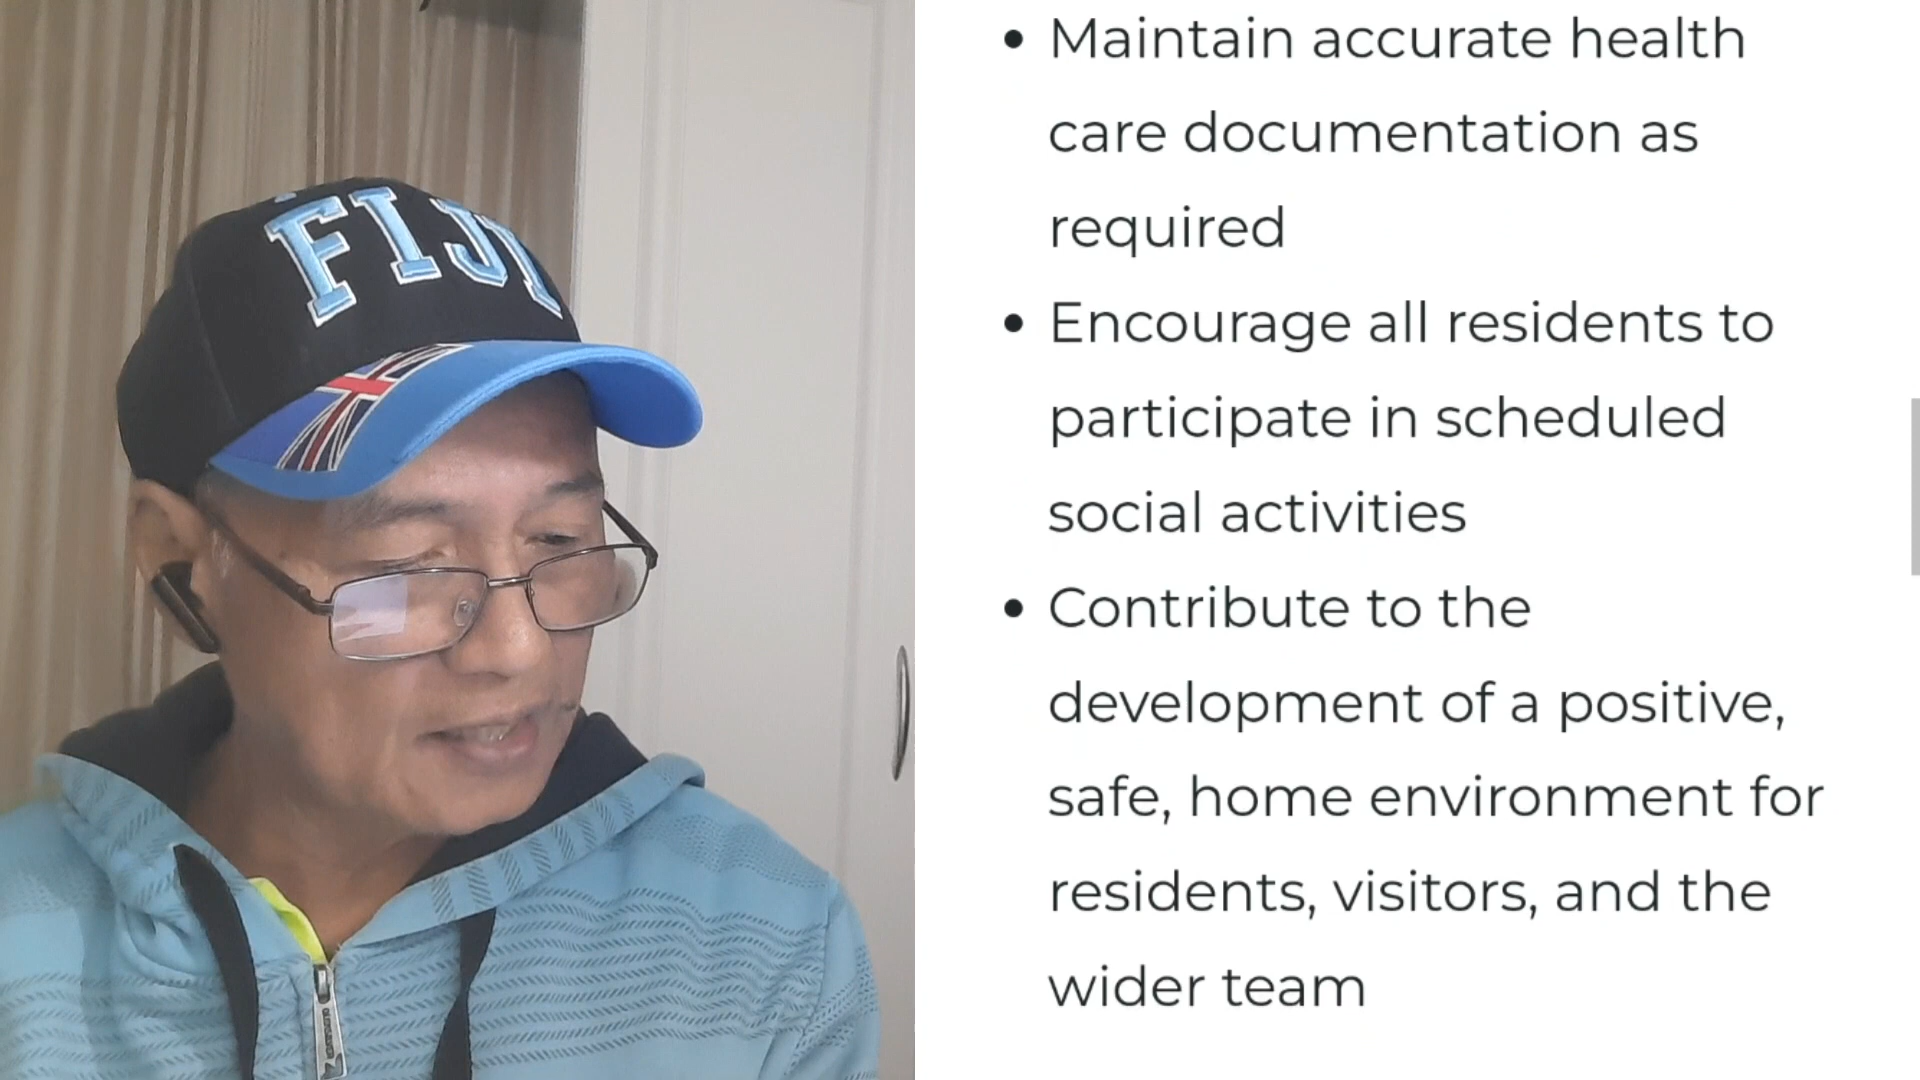 FIJI
Maintain accurate health
care documentation as
required
Encourage all residents to
participate in scheduled
social activities
Contribute to the
development of a positive,
safe, home environment for
residents, visitors, and the
wider team